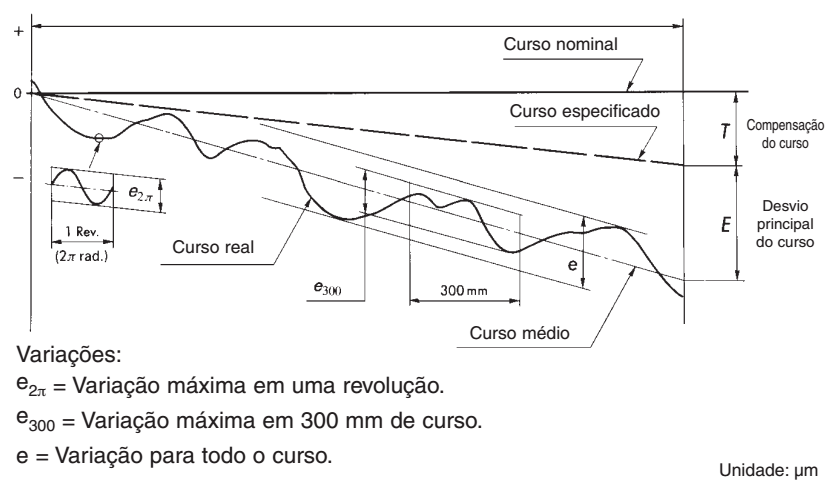 +
Curso nominal
0
Curso especificado
T
Compensação
do curso
−
e2π
Desvio
principal
do curso
E
1 Rev.
(2π rad.)
Curso real
e
e300
300 mm
Curso médio
Variações:
e2π = Variação máxima em uma revolução.
e300 = Variação máxima em 300 mm de curso.
e = Variação para todo o curso.
Unidade: µm